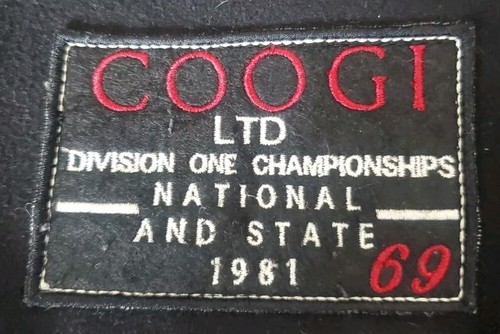 COOGI
LTD
DIVISION ONE CHAMPIONSHIPS
NATIONAL
AND STATE
1981
69